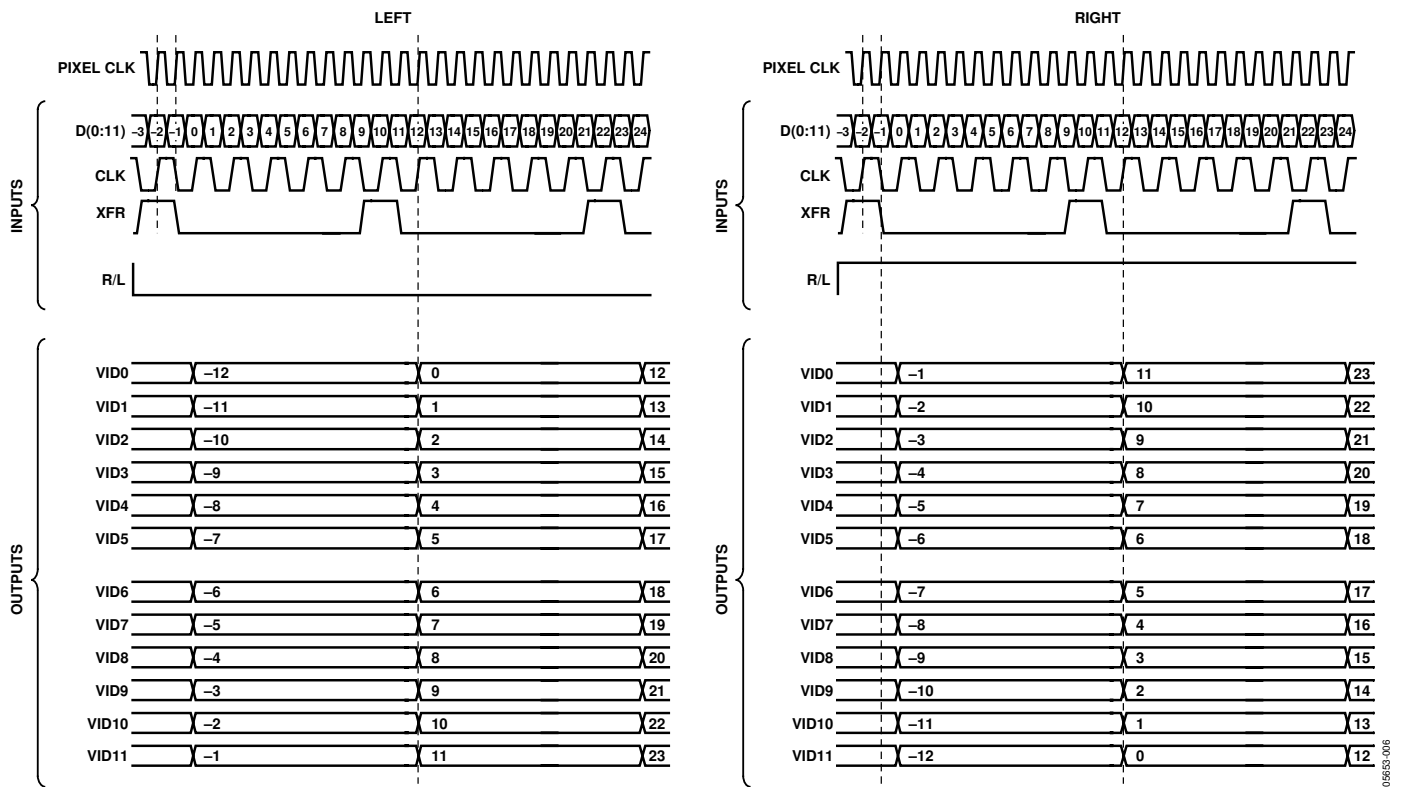 LEFT
PIXEL CLK
INPUTS
D(0:11) –3 –2 –1 0 1 2 3 4 5 6 7 8 9 10 11 12 13 14 15 16 17 18 19 20 21 22 23 24
CLK
XFR
R/L
OUTPUTS
VID0 –12 0 12
VID1 –11 1 13
VID2 –10 2 14
VID3 –9 3 15
VID4 –8 4 16
VID5 –7 5 17
VID6 –6 6 18
VID7 –5 7 19
VID8 –4 8 20
VID9 –3 9 21
VID10 –2 10 22
VID11 –1 11 23
RIGHT
PIXEL CLK
INPUTS
D(0:11) –3 –2 –1 0 1 2 3 4 5 6 7 8 9 10 11 12 13 14 15 16 17 18 19 20 21 22 23 24
CLK
XFR
R/L
OUTPUTS
VID0 –1 11 23
VID1 –2 10 22
VID2 –3 9 21
VID3 –4 8 20
VID4 –5 7 19
VID5 –6 6 18
VID6 –7 5 17
VID7 –8 4 16
VID8 –9 3 15
VID9 –10 2 14
VID10 –11 1 13
VID11 –12 0 12
05653-006